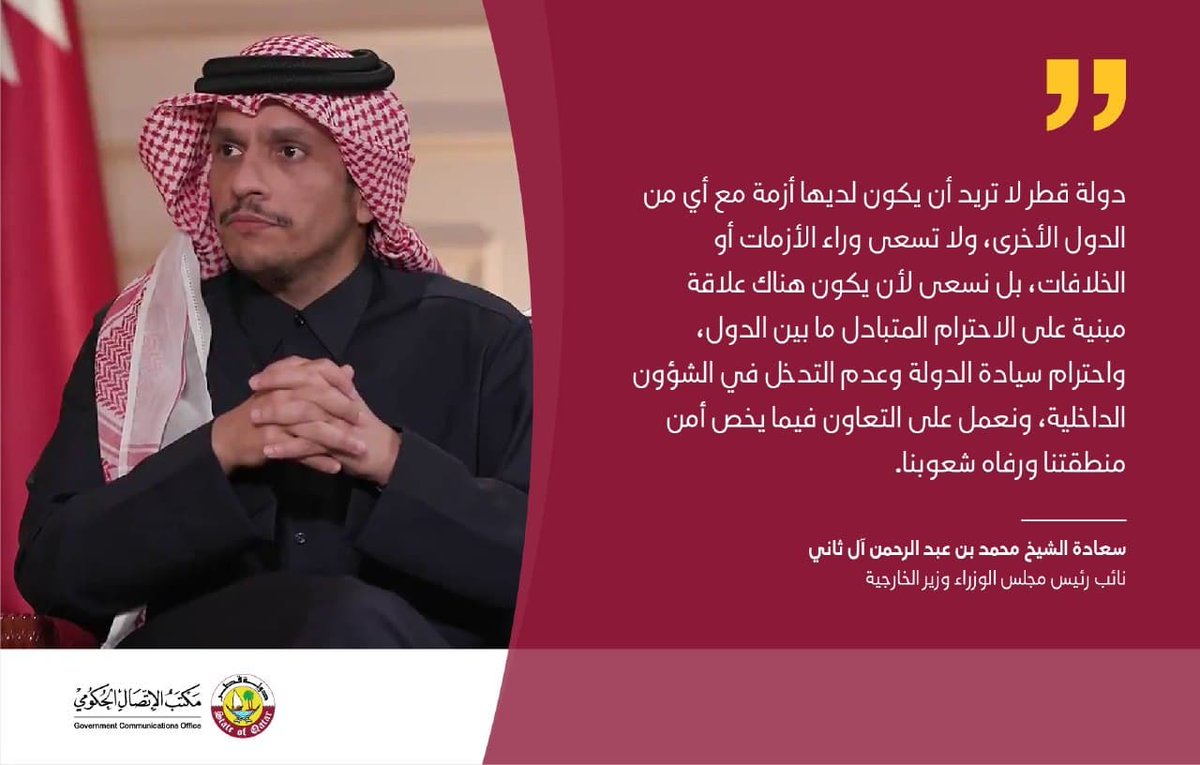 دولة قطر لا تريد أن يكون لديها أزمة مع أي من
الدول الأخرى، ولا تسعى وراء الأزمات أو
الخلافات، بل نسعى لأن يكون هناك علاقة
مبنية على الاحترام المتبادل ما بين الدول،
واحترام سيادة الدولة وعدم التدخل في الشؤون
الداخلية، ونعمل على التعاون فيما يخص أمن
منطقتنا ورفاه شعوبنا.
سعادة الشيخ محمد بن عبد الرحمن آل ثاني
نائب رئيس مجلس الوزراء وزير الخارجية
مكتب الاتصال الحكومي
Government Communications Office
دولة قطر
State of Qatar